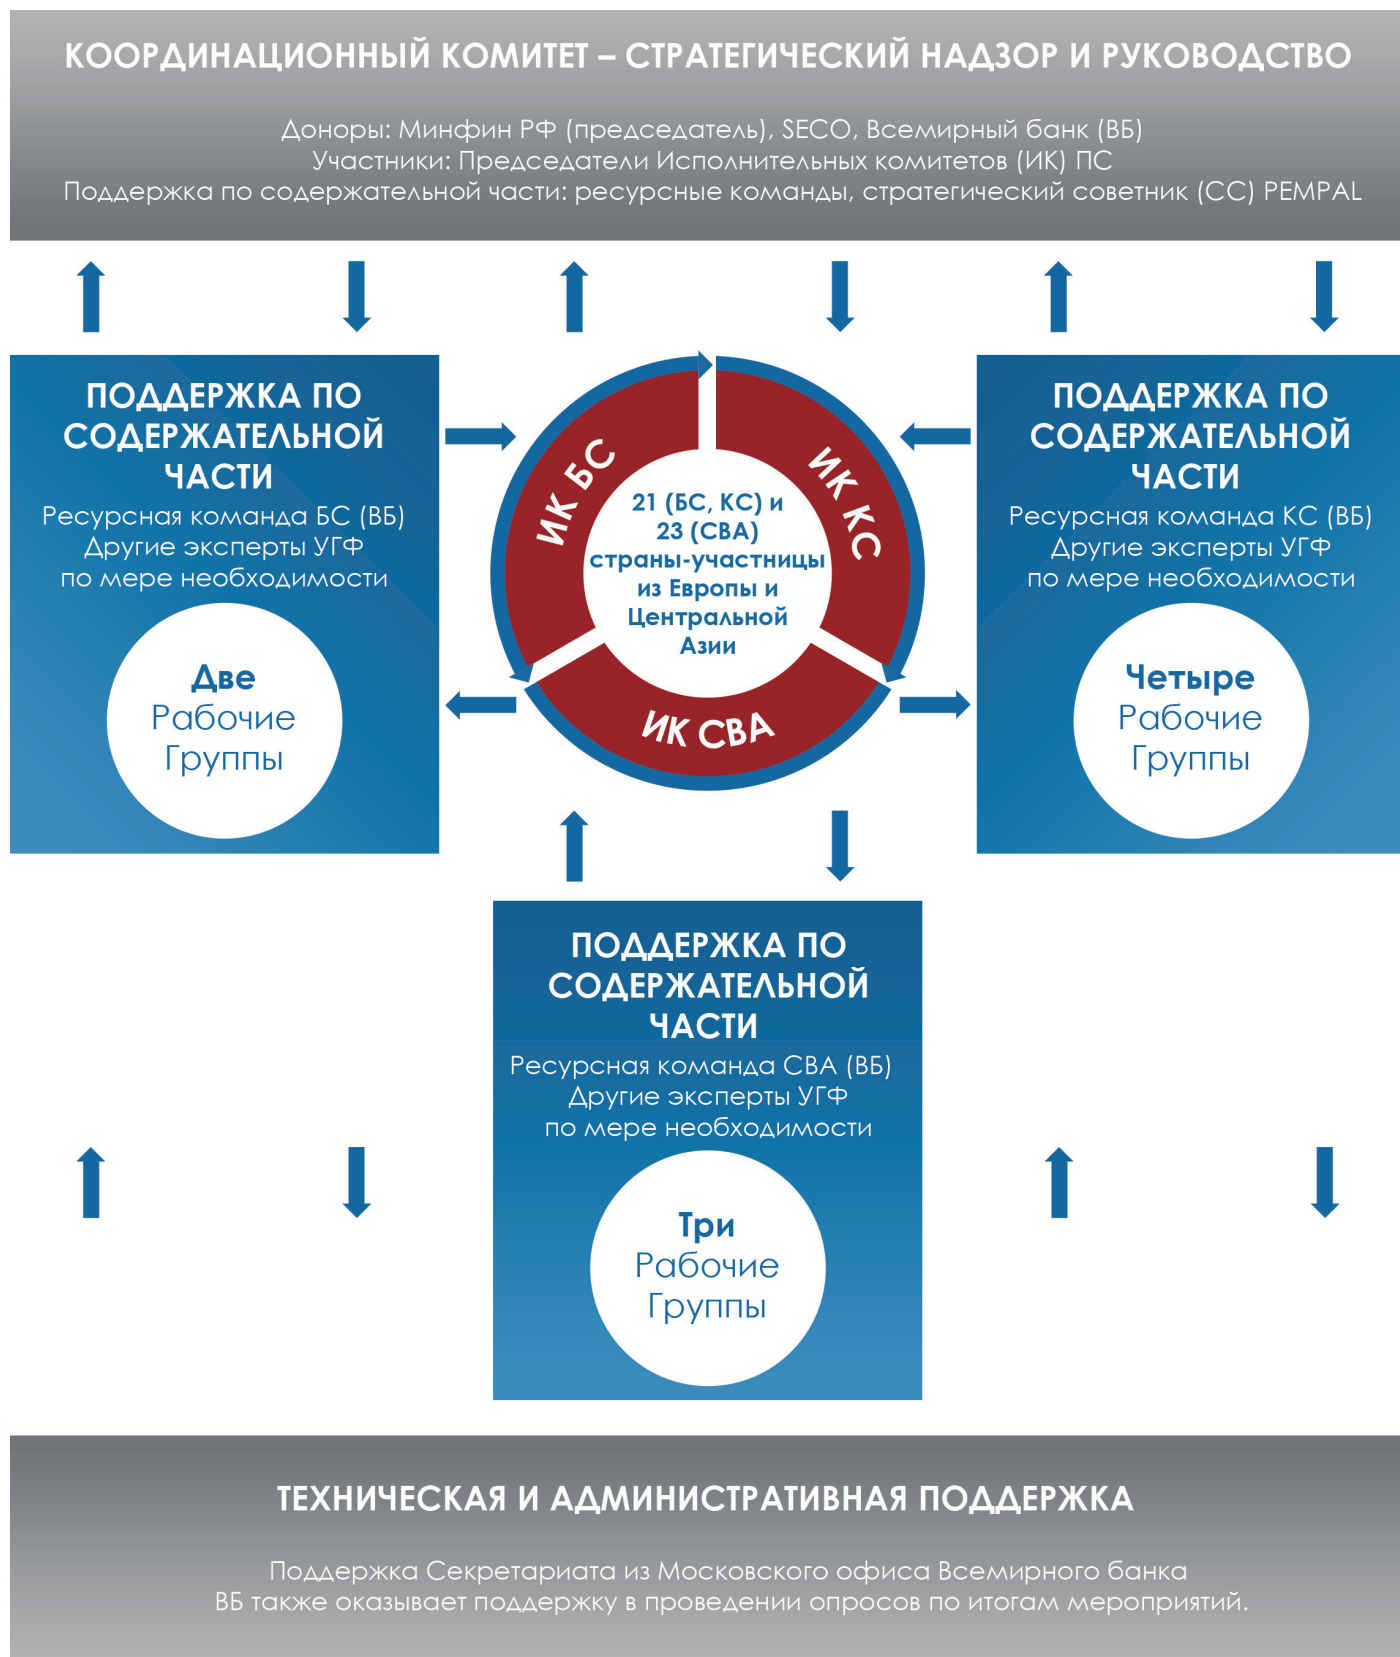 КООРДИНАЦИОННЫЙ КОМИТЕТ – СТРАТЕГИЧЕСКИЙ НАДЗОР И РУКОВОДСТВО
Доноры: Минфин РФ (председатель), SECO, Всемирный банк (ВБ)
Участники: Председатели Исполнительных комитетов (ИК) ПС
Поддержка по содержательной части: ресурсные команды, стратегический советник (СС) PEMPAL
ПОДДЕРЖКА ПО
СОДЕРЖАТЕЛЬНОЙ
ЧАСТИ
Ресурсная команда БС (ВБ)
Другие эксперты УГФ
по мере необходимости
Две
Рабочие
Группы
ИК БС
ИК КС
ИК СВА
21 (БС, КС) и
23 (СВА)
страны-участницы
из Европы и
Центральной
Азии
ПОДДЕРЖКА ПО
СОДЕРЖАТЕЛЬНОЙ
ЧАСТИ
Ресурсная команда КС (ВБ)
Другие эксперты УГФ
по мере необходимости
Четыре
Рабочие
Группы
ПОДДЕРЖКА ПО
СОДЕРЖАТЕЛЬНОЙ
ЧАСТИ
Ресурсная команда СВА (ВБ)
Другие эксперты УГФ
по мере необходимости
Три
Рабочие
Группы
ТЕХНИЧЕСКАЯ И АДМИНИСТРАТИВНАЯ ПОДДЕРЖКА
Поддержка Секретариата из Московского офиса Всемирного банка
ВБ также оказывает поддержку в проведении опросов по итогам мероприятий.